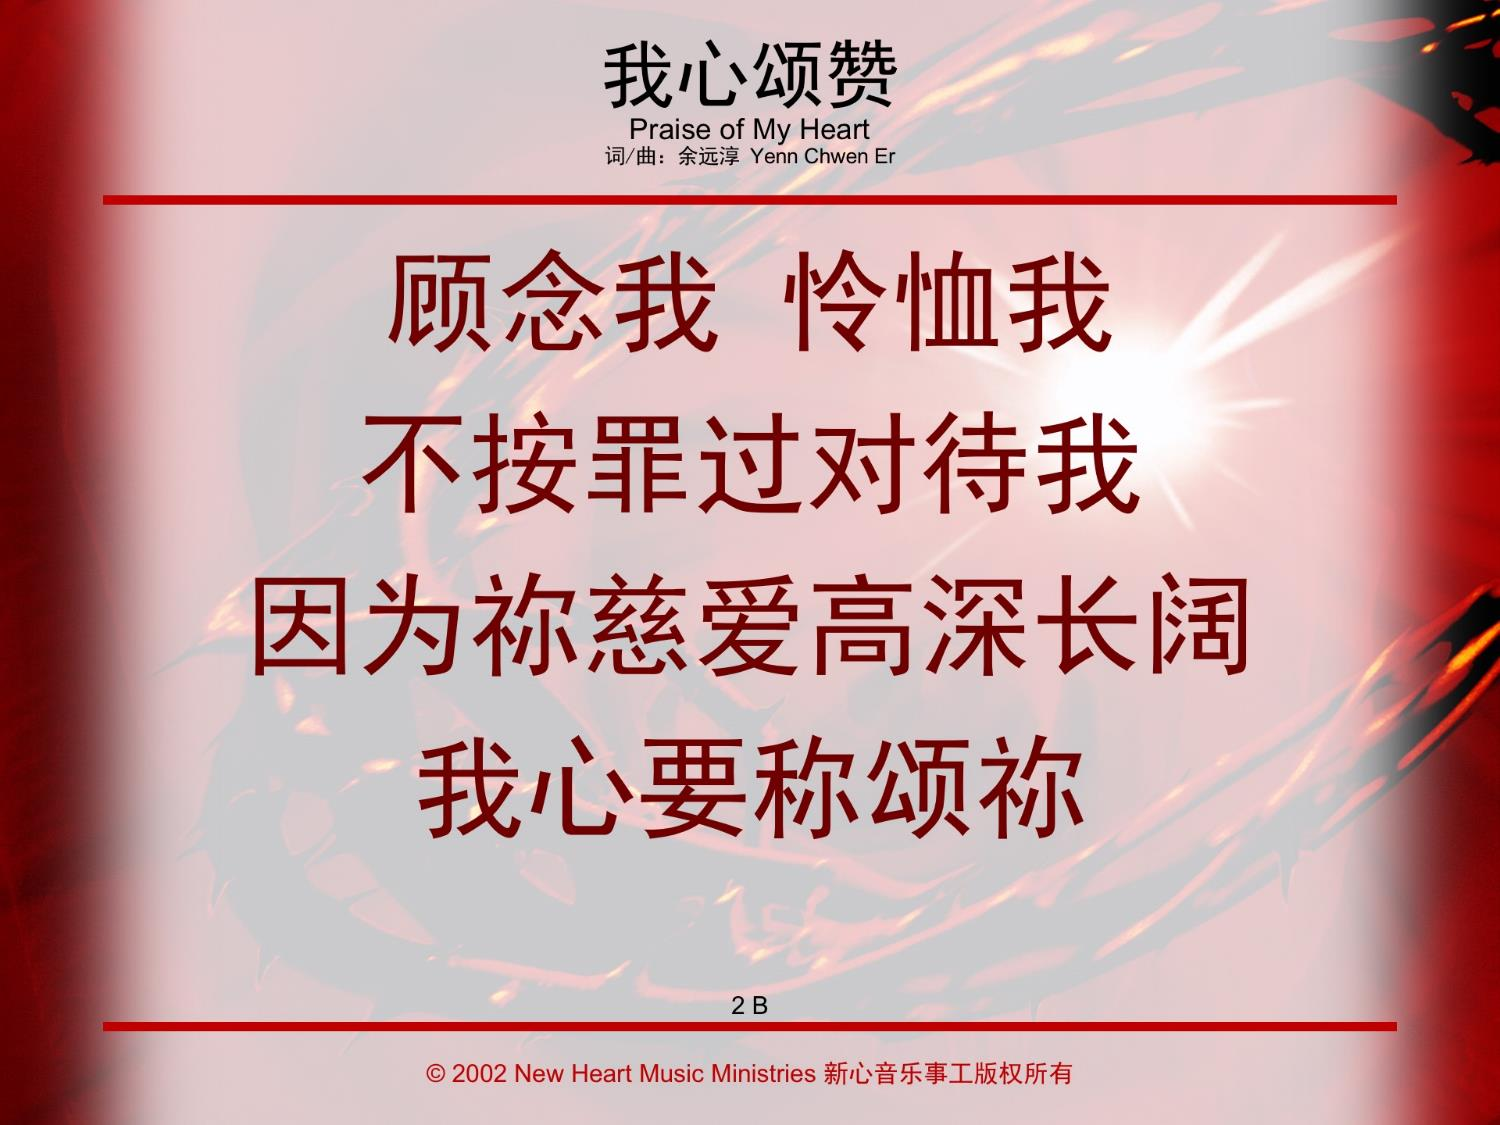 我心颂赞
Praise of My Heart
词/曲：余远淳 Yenn Chwen Er
顾念我 怜恤我
不按罪过对待我
因为祢慈爱高深长阔
我心要称颂祢
2 B
© 2002 New Heart Music Ministries 新心音乐事工版权所有